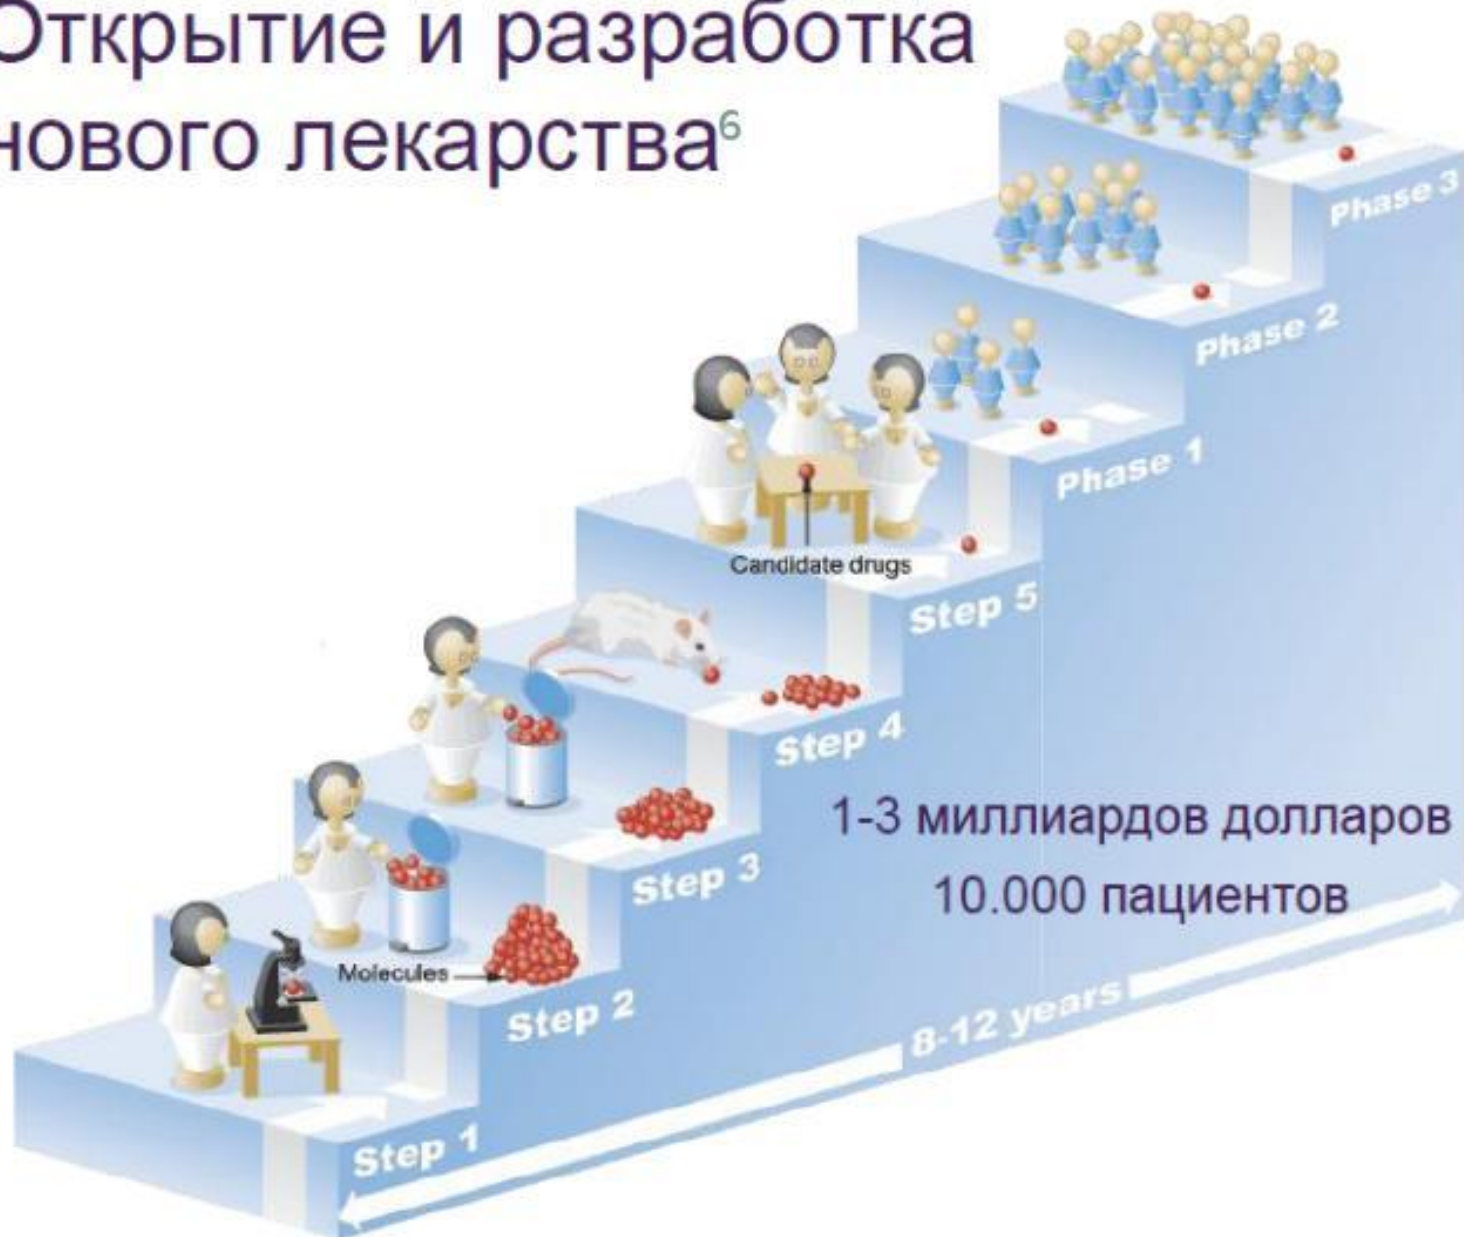 Открытие и разработка
нового лекарства⁶
Phase 3
Phase 2
Phase 1
Candidate drugs
Step 5
Step 4
1-3 миллиардов долларов
Step 3
10.000 пациентов
Molecules
Step 2
8-12 years
Step 1